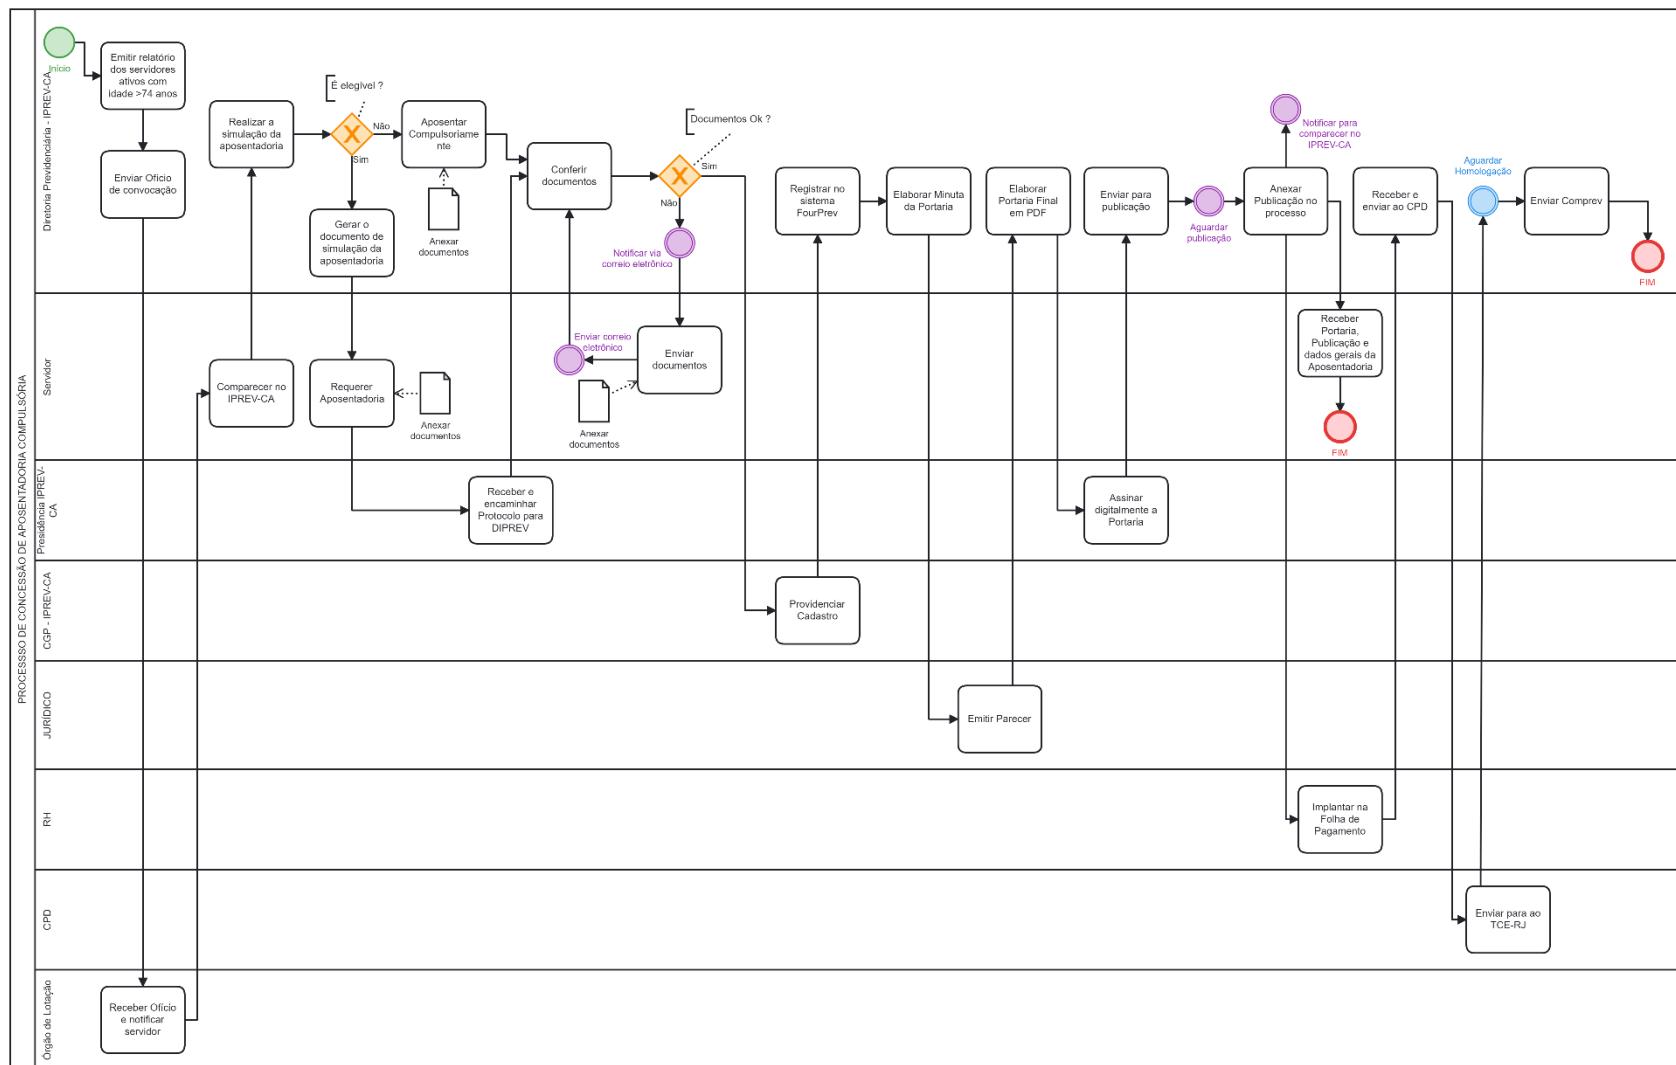 PROCESSSO DE CONCESSÃO DE APOSENTADORIA COMPULSÓRIA
Diretoria Previdenciária - IPREV-CA
Início
Emitir relatório
dos servidores
ativos com
idade >74 anos
Enviar Oficio
de convocação
Realizar a
simulação da
aposentadoria
É elegível ?
Não
Sim
Aposentar
Compulsoriame
nte
Anexar
documentos
Gerar o
documento de
simulação da
aposentadoria
Conferir
documentos
Documentos Ok ?
Sim
Não
Notificar via
correio eletrônico
Registrar no
sistema
FourPrev
Elaborar Minuta
da Portaria
Elaborar
Portaria Final
em PDF
Enviar para
publicação
Aguardar
publicação
Notificar para
comparecer no
IPREV-CA
Anexar
Publicação no
processo
Receber e
enviar ao CPD
Aguardar
Homologação
Enviar Comprev
FIM
Servidor
Comparecer no
IPREV-CA
Requerer
Aposentadoria
Anexar
documentos
Enviar correio
eletrônico
Enviar
documentos
Anexar
documentos
Receber
Portaria,
Publicação e
dados gerais da
Aposentadoria
FIM
Presidência IPREV-
CA
Receber e
encaminhar
Protocolo para
DIPREV
Assinar
digitalmente a
Portaria
CGP - IPREV-CA
Providenciar
Cadastro
JURÍDICO
Emitir Parecer
RH
Implantar na
Folha de
Pagamento
CPD
Enviar para ao
TCE-RJ
Órgão de Lotação
Receber Ofício
e notificar
servidor